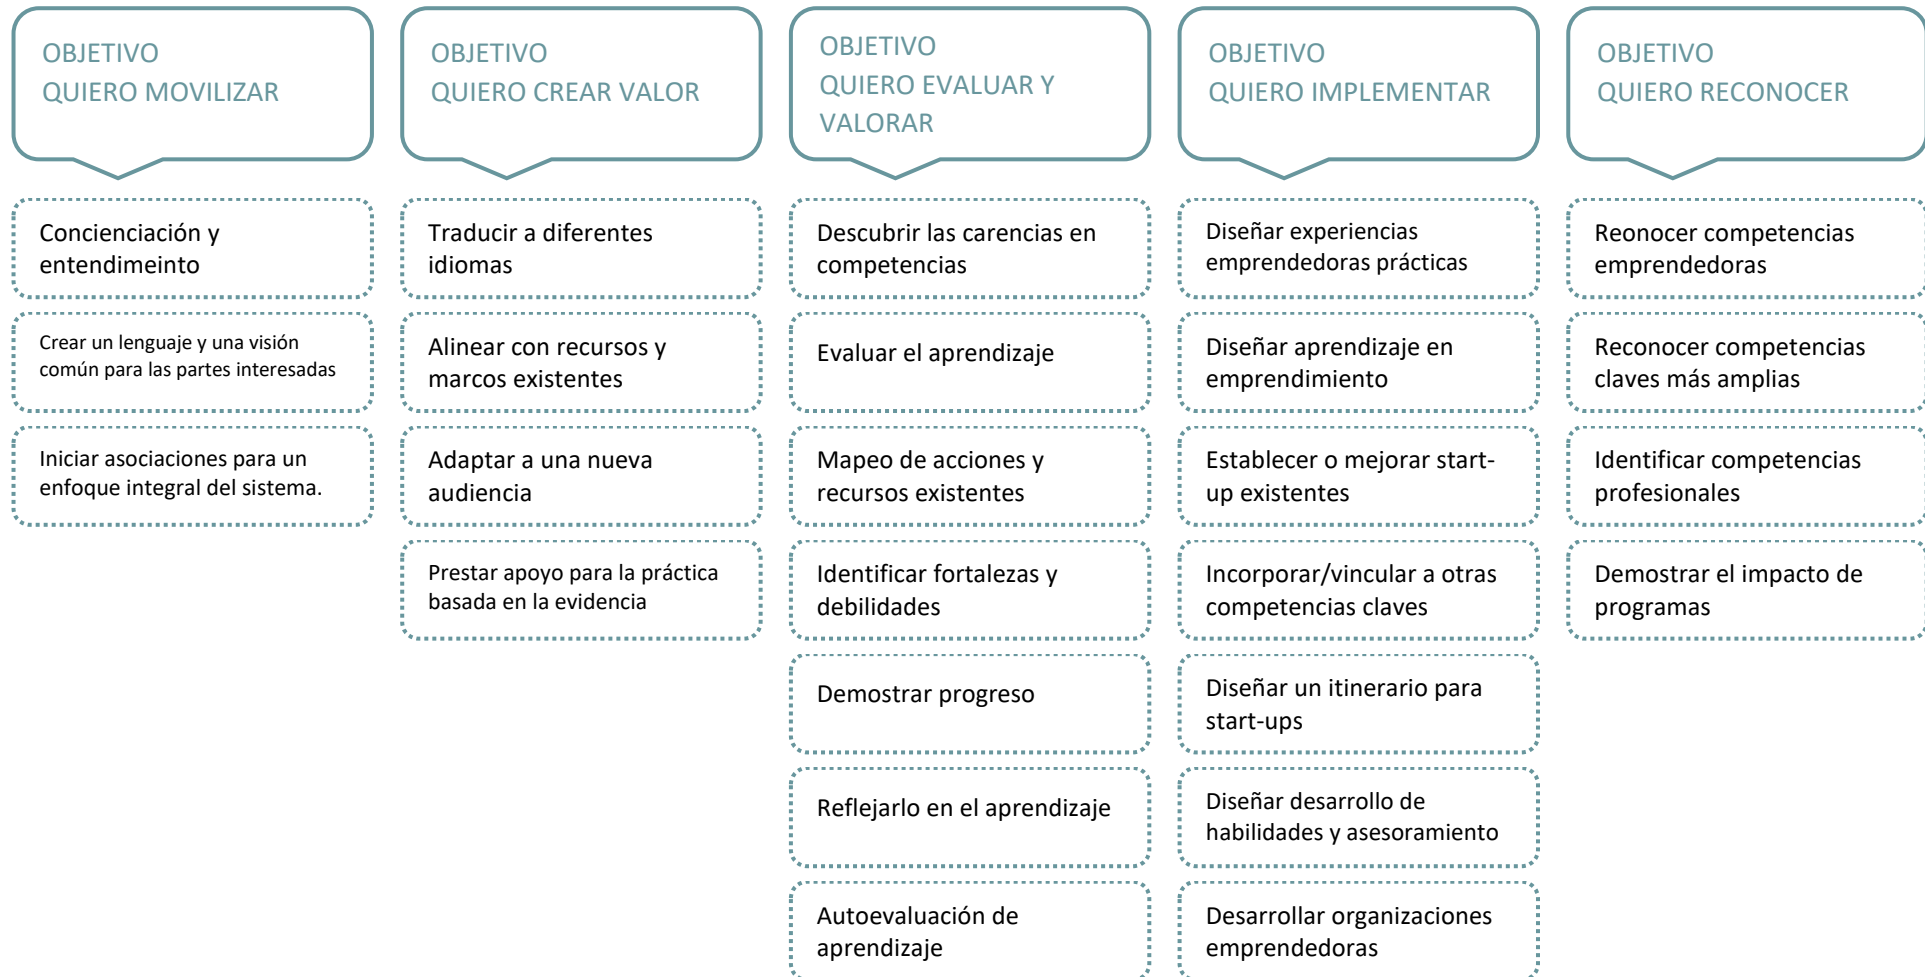 OBJETIVO
QUIERO MOVILIZAR
Concienciación y
entendimeinto
Crear un lenguaje y una visión
común para las partes interesadas
Iniciar asociaciones para un
enfoque integral del sistema.
OBJETIVO
QUIERO CREAR VALOR
Traducir a diferentes
idiomas
Alinear con recursos y
marcos existentes
Adaptar a una nueva
audiencia
Prestar apoyo para la práctica
basada en la evidencia
OBJETIVO
QUIERO EVALUAR Y
VALORAR
Descubrir las carencias en
competencias
Evaluar el aprendizaje
Mapeo de acciones y
recursos existentes
Identificar fortalezas y
debilidades
Demostrar progreso
Reflejarlo en el aprendizaje
Autoevaluación de
aprendizaje
OBJETIVO
QUIERO IMPLEMENTAR
Diseñar experiencias
emprendedoras prácticas
Diseñar aprendizaje en
emprendimiento
Establecer o mejorar start-
up existentes
Incorporar/vincular a otras
competencias claves
Diseñar un itinerario para
start-ups
Diseñar desarrollo de
habilidades y asesoramiento
Desarrollar organizaciones
emprendedoras
OBJETIVO
QUIERO RECONOCER
Reonocer competencias
emprendedoras
Reconocer competencias
claves más amplias
Identificar competencias
profesionales
Demostrar el impacto de
programas